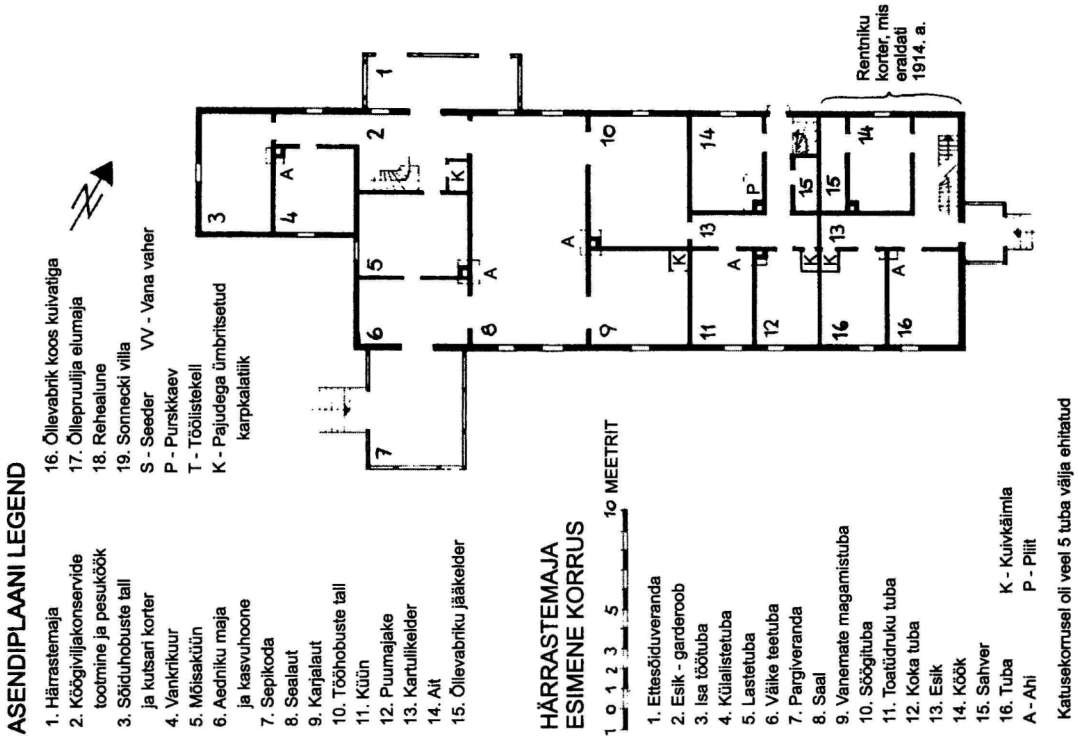 ASENDIPLAANI LEGEND
1. Härrastemaja
2. Köögiviljakonservide
tootmine ja pesuköök
3. Sõiduhobuste tall
ja kutsari korter
4. Vankrikuur
5. Mõisaküün
6. Aedniku maja
ja kasvuhoone
7. Sepikoda
8. Sealaut
9. Karjalaut
10. Tööhobuste tall
11. Küün
12. Puumajake
13. Kartulikelder
14. Ait
15. Õllevabriku jääkelder
16. Õllevabrik koos kuivatiga
17. Õllepruulija elumaja
18. Rehealune
19. Sonnecki villa
S - Seeder VV - Vana vaher
P - Purskkaev
T - Töölistekell
K - Pajudega ümbritsetud
karpkalatiik
HÄRRASTEMAJA
ESIMENE KORRUS
1 0 1 2 3 5 10 MEETRIT
1. Ettesõiduveranda
2. Esik - garderoob
3. Isa töötuba
4. Külalistetuba
5. Lastetuba
6. Väike teetuba
7. Pargiveranda
8. Saal
9. Vanemate magamistuba
10. Söögituba
11. Toatüdruku tuba
12. Koka tuba
13. Esik
14. Köök
15. Sahver
16. Tuba
A - Ahi
K - Kuivkäimla
P - Pliit
Katusekorrusel oli veel 5 tuba välja ehitatud
1
2
3
4
A
K
5
6
7
8
A
9
10
A
K
11
A
12
K
13
14
P
15
K
13
14
15
16
16
A
Rentniku
korter, mis
eraldati
1914. a.